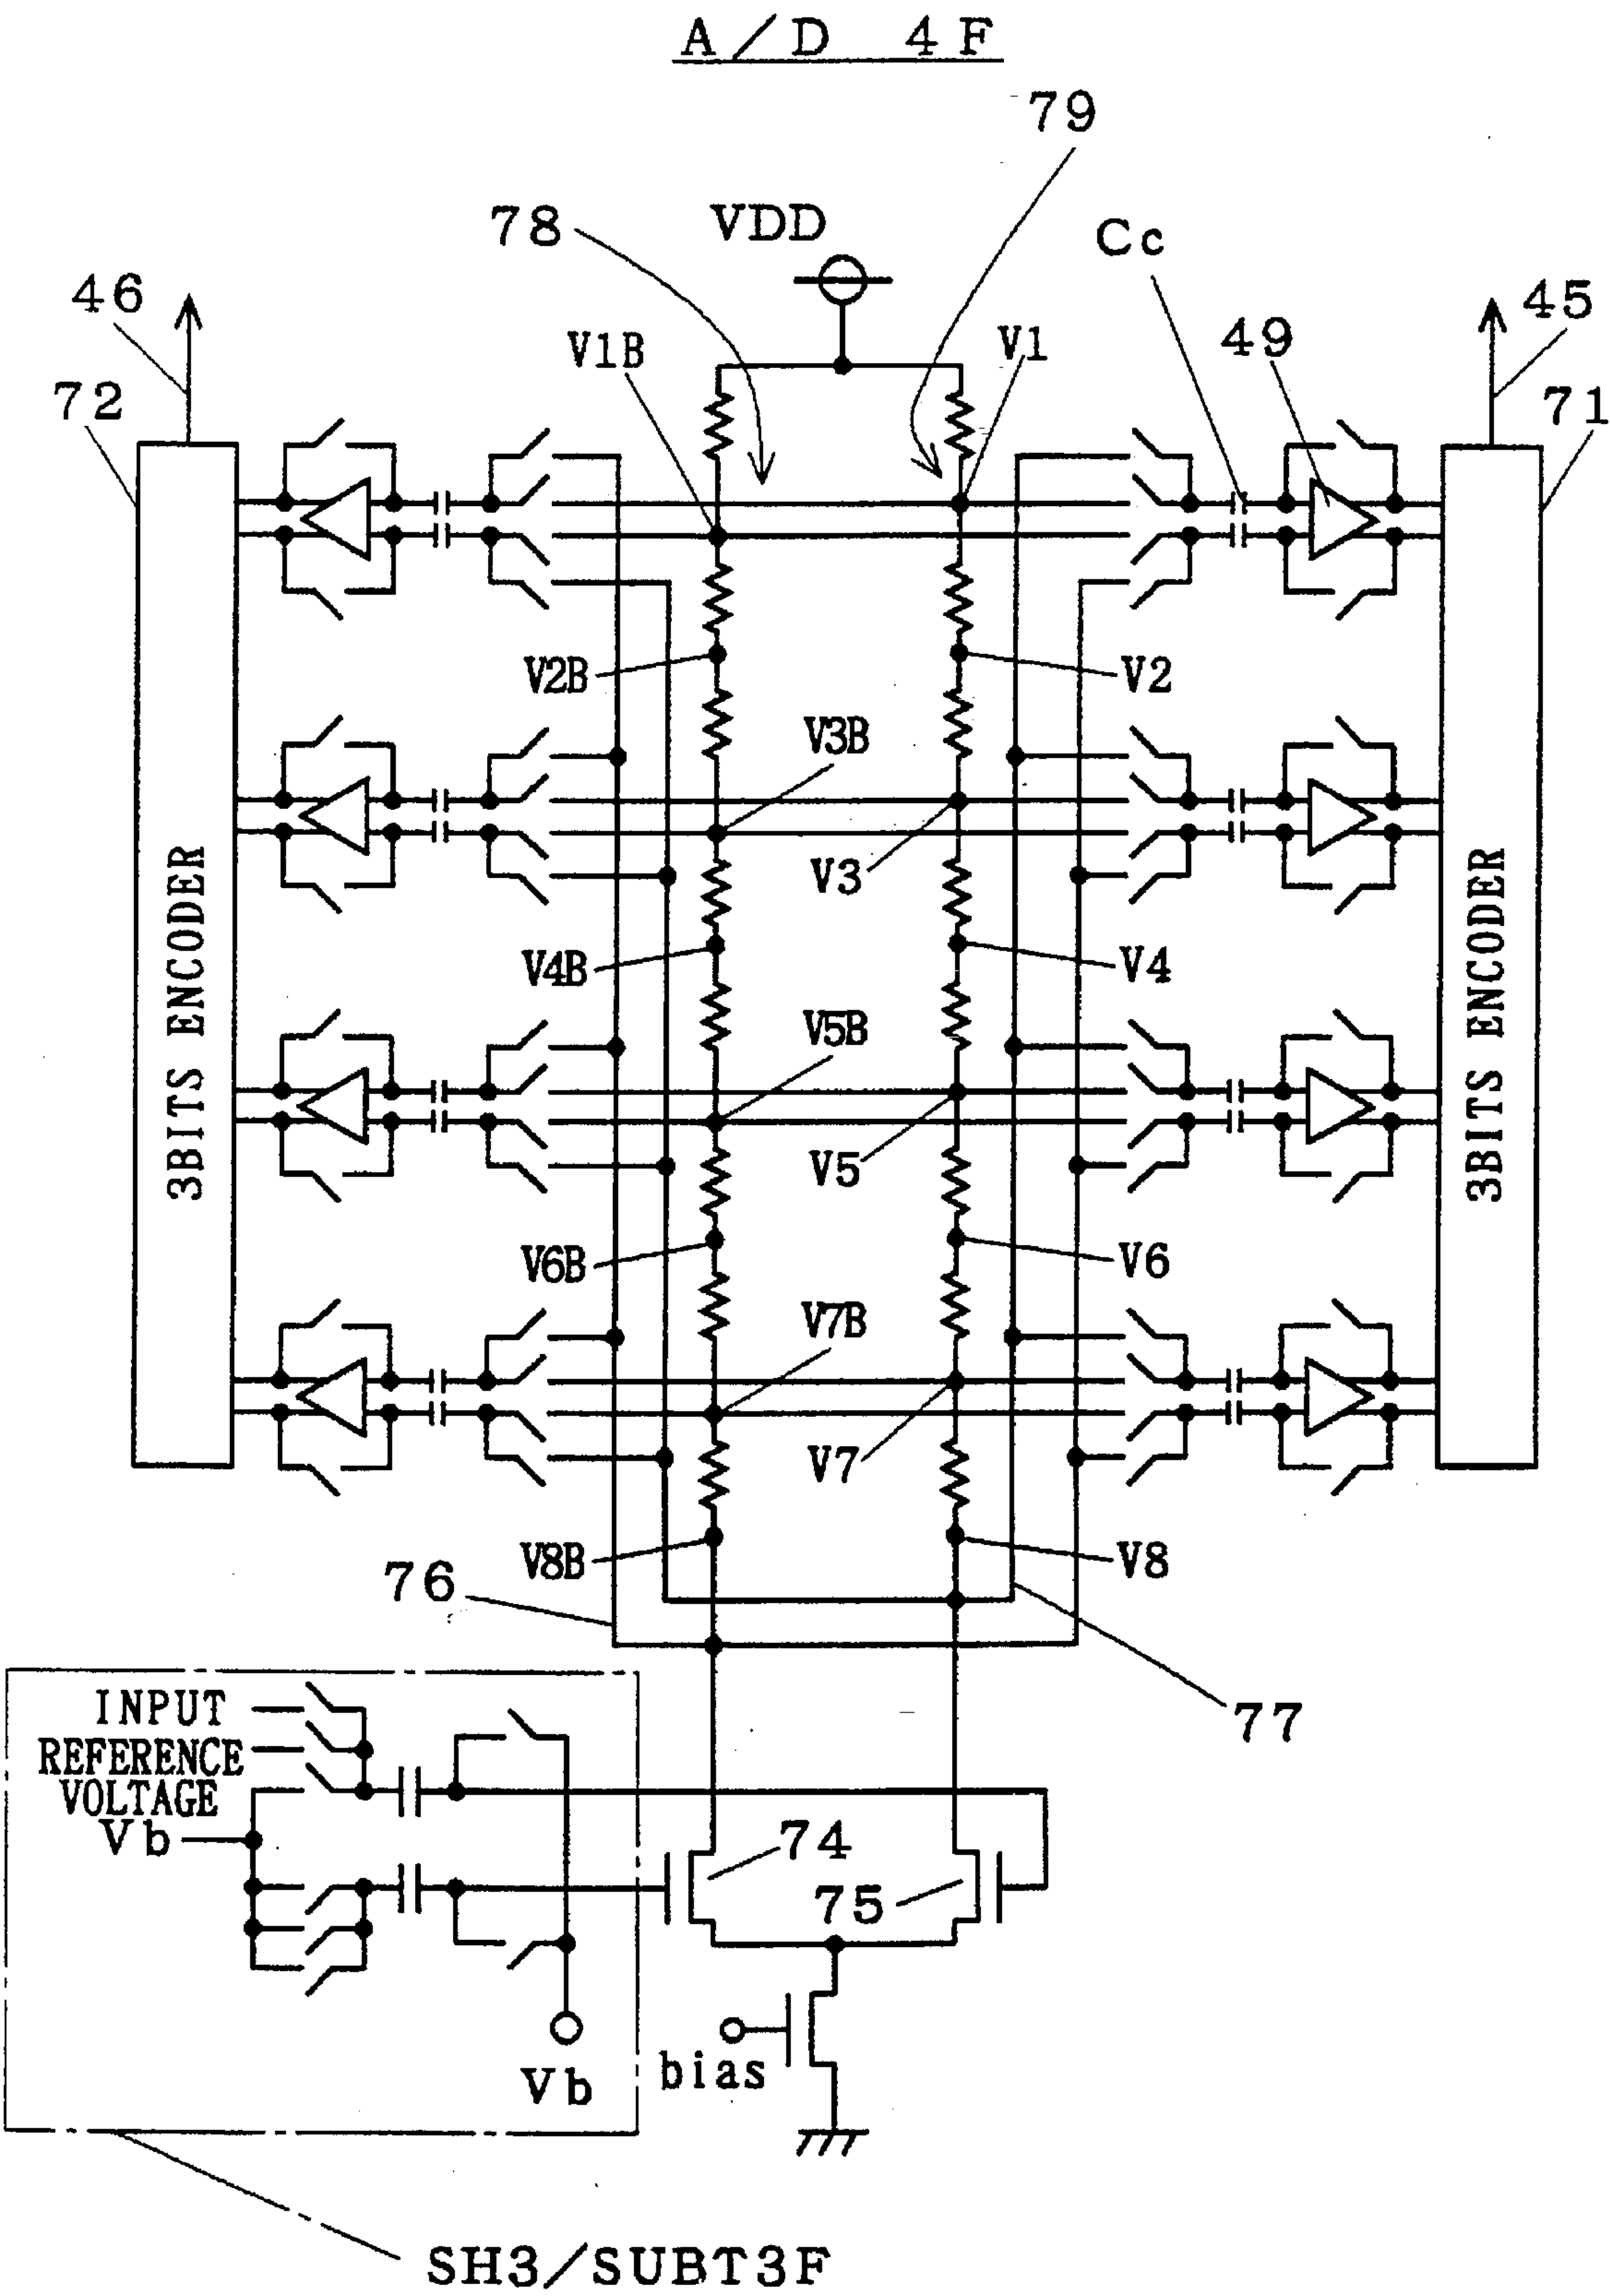 A/D 4F
79
78
VDD
Cc
46
45
V1B
V1
49
72
71
V2B
V2
V3B
V3
3BITS ENCODER
3BITS ENCODER
V4B
V4
V5B
V5
V6B
V6
V7B
V7
V8B
V8
76
77
INPUT
REFERENCE
VOLTAGE
Vb
74
75
bias
Vb
SH3/SUBT3F